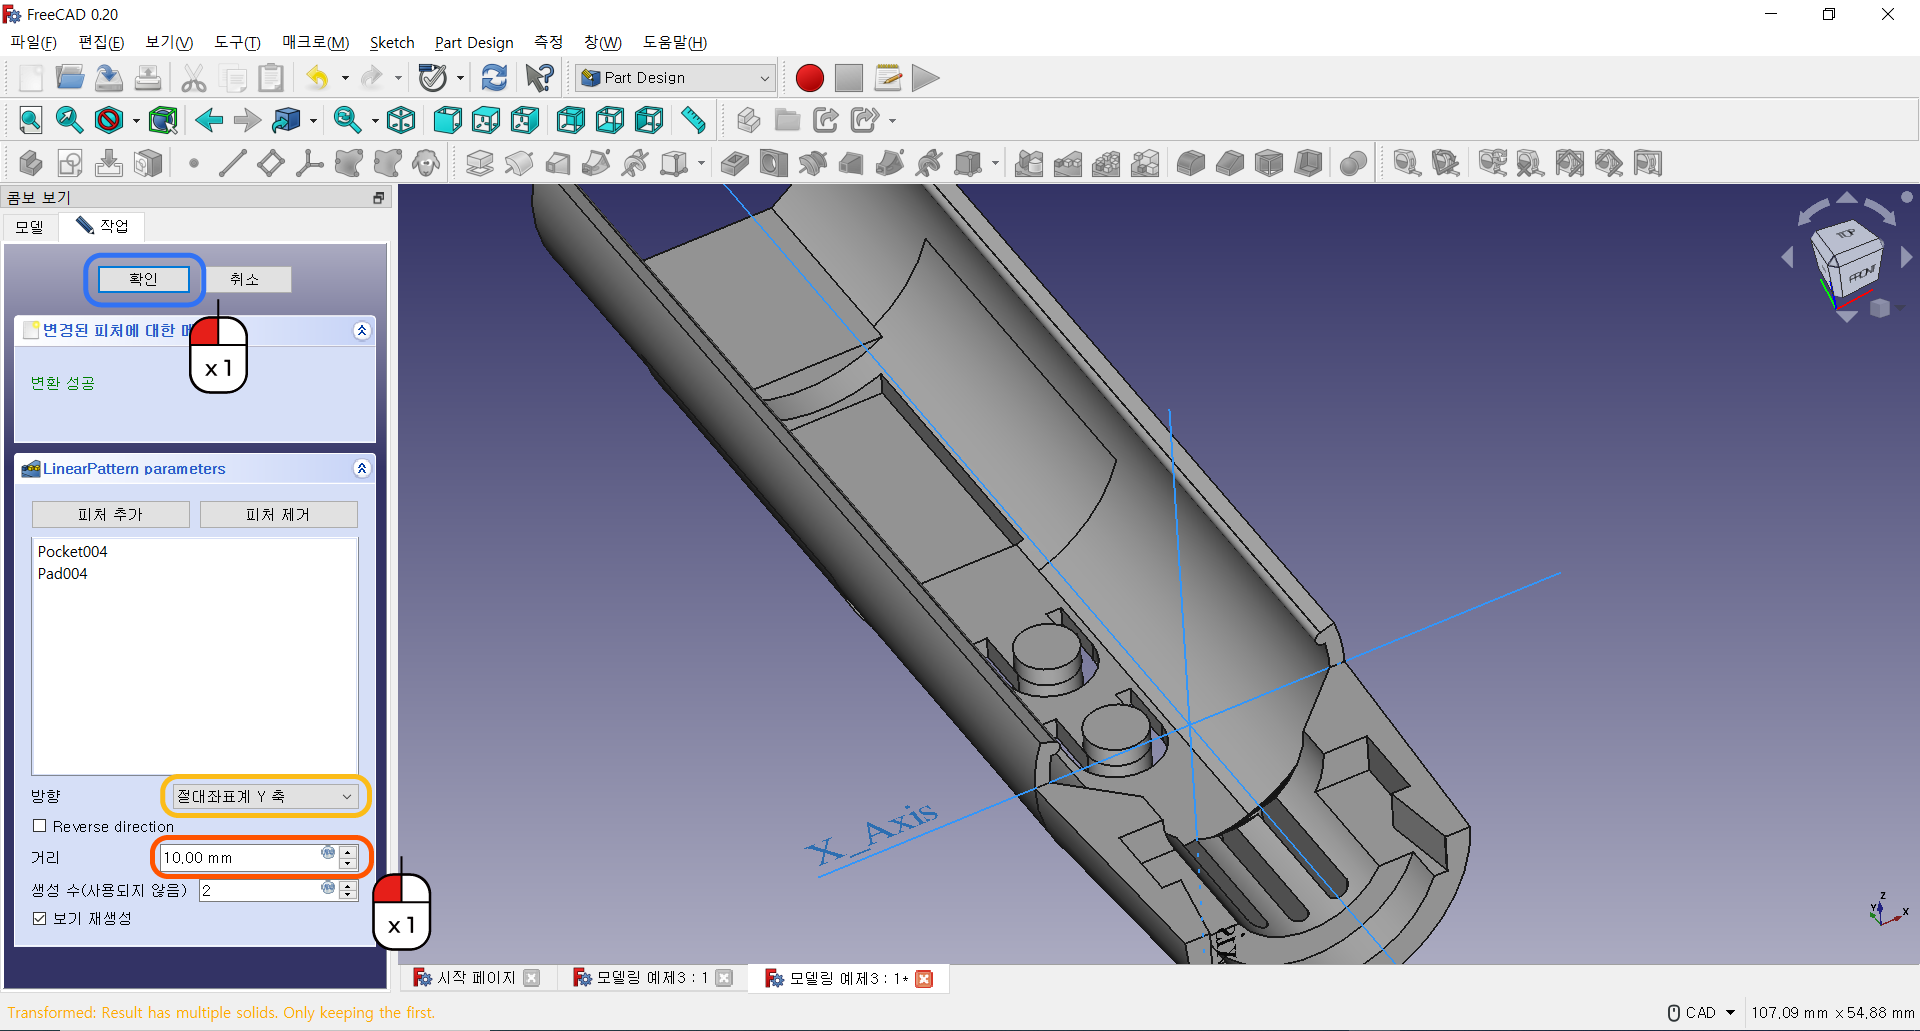 FreeCAD 0.20
파일(F) 편집(E) 보기(V) 도구(T) 매크로(M) Sketch Part Design 측정 창(W) 도움말(H)
Part Design
콤보 보기
모델 작업
확인 취소
변경된 피처에 대한
x 1
변환 성공
LinearPattern parameters
피처 추가 피처 제거
Pocket004
Pad004
방향 절대좌표계 Y 축
Reverse direction
거리 10,00 mm
생성 수(사용되지 않음) 2
x 1
보기 재생성
TOP
FRONT
X_Axis
Z
Y X
시작 페이지 모델링 예제3 : 1 모델링 예제3 : 1*
Transformed: Result has multiple solids. Only keeping the first.
CAD 107,09 mm x 54,88 mm